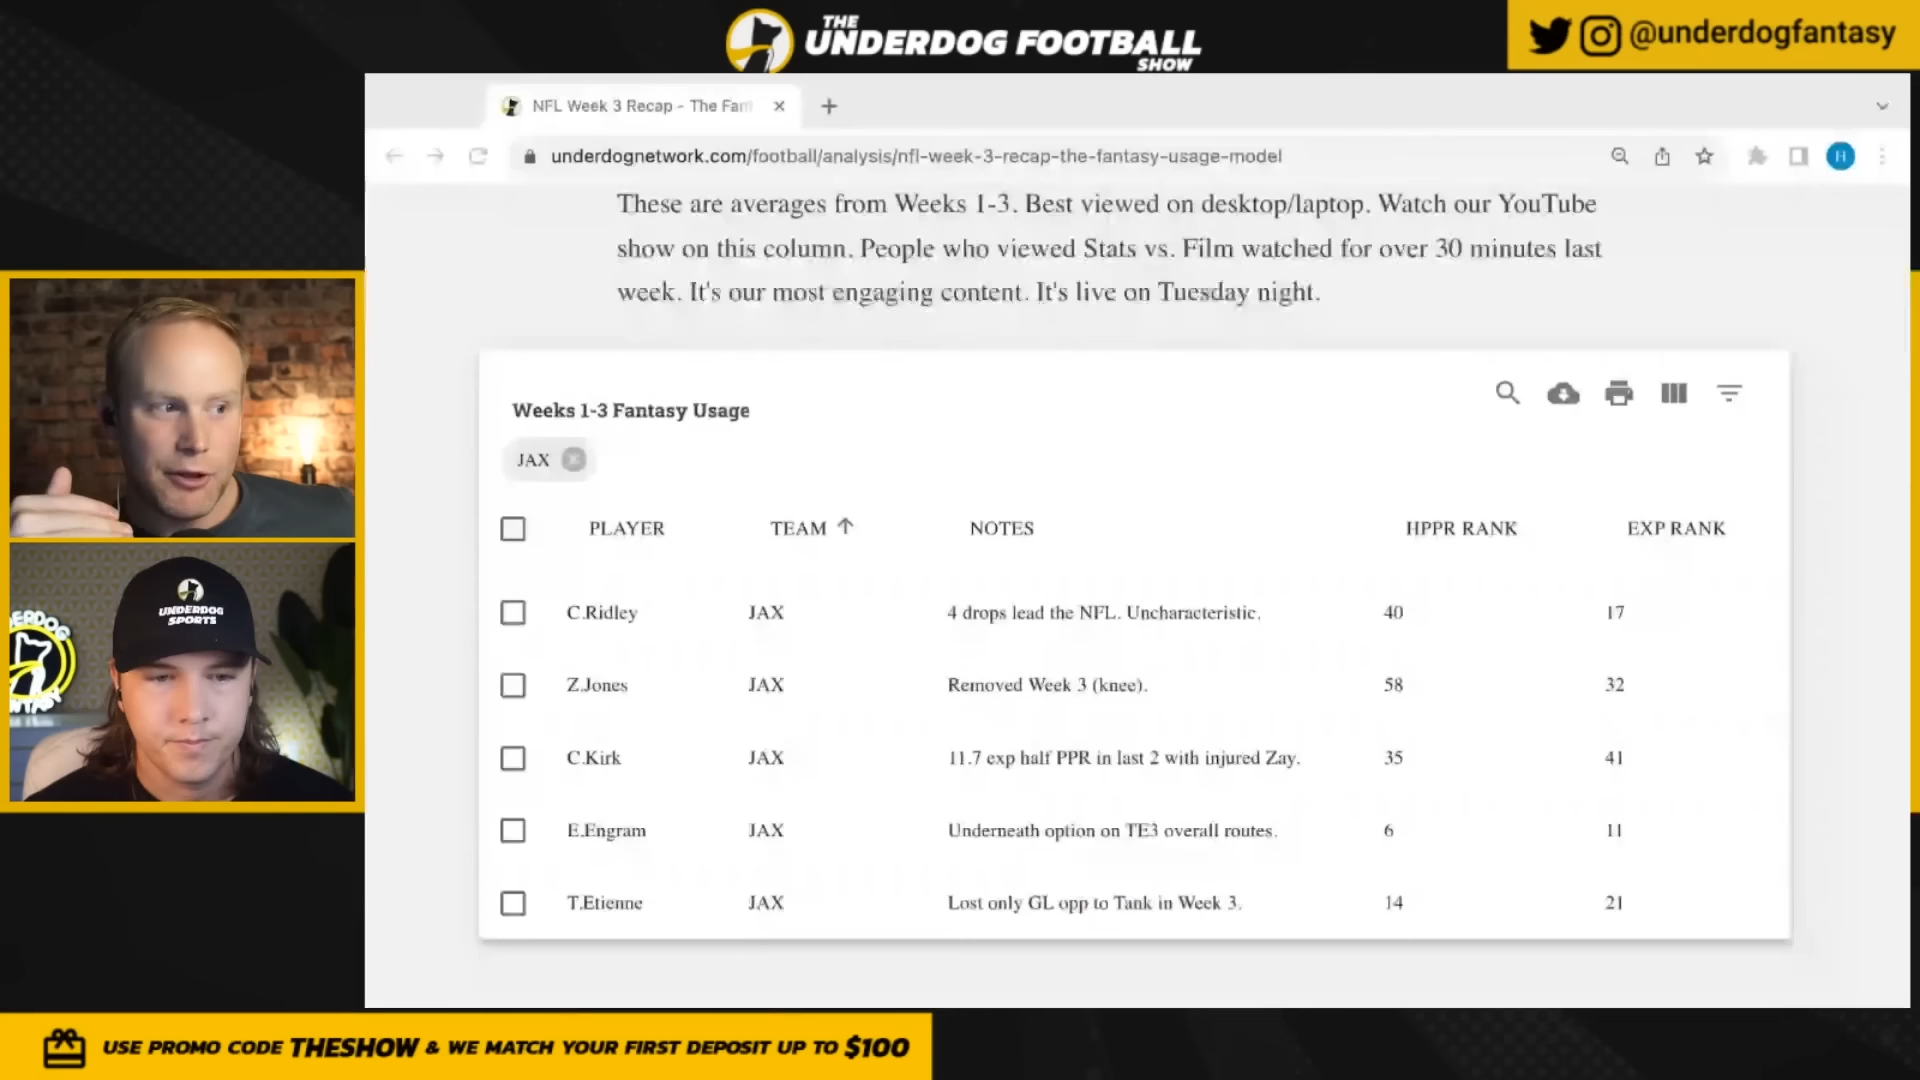 THE
UNDERDOG FOOTBALL
SHOW
@underdogfantasy
NFL Week 3 Recap - The Fan
underdognetwork.com/football/analysis/nfl-week-3-recap-the-fantasy-usage-model
H
These are averages from Weeks 1-3. Best viewed on desktop/laptop. Watch our YouTube
show on this column. People who viewed Stats vs. Film watched for over 30 minutes last
week. It's our most engaging content. It's live on Tuesday night.
Weeks 1-3 Fantasy Usage
JAX
PLAYER TEAM NOTES HPPR RANK EXP RANK
C.Ridley JAX 4 drops lead the NFL. Uncharacteristic. 40 17
Z.Jones JAX Removed Week 3 (knee). 58 32
C.Kirk JAX 11.7 exp half PPR in last 2 with injured Zay. 35 41
E.Engram JAX Underneath option on TE3 overall routes. 6 11
T.Etienne JAX Lost only GL opp to Tank in Week 3. 14 21
UNDERDOG
SPORTS
USE PROMO CODE THESHOW & WE MATCH YOUR FIRST DEPOSIT UP TO $100